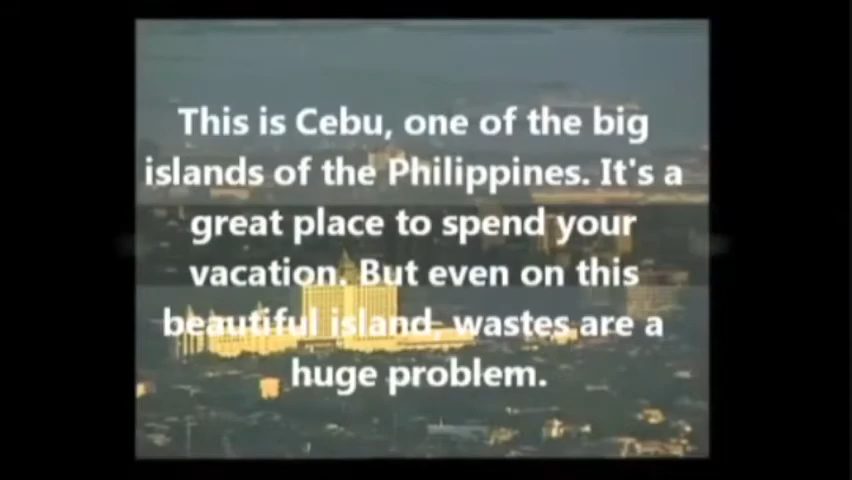 This is Cebu, one of the big
islands of the Philippines. It's a
great place to spend your
vacation. But even on this
beautiful island, wastes are a
huge problem.